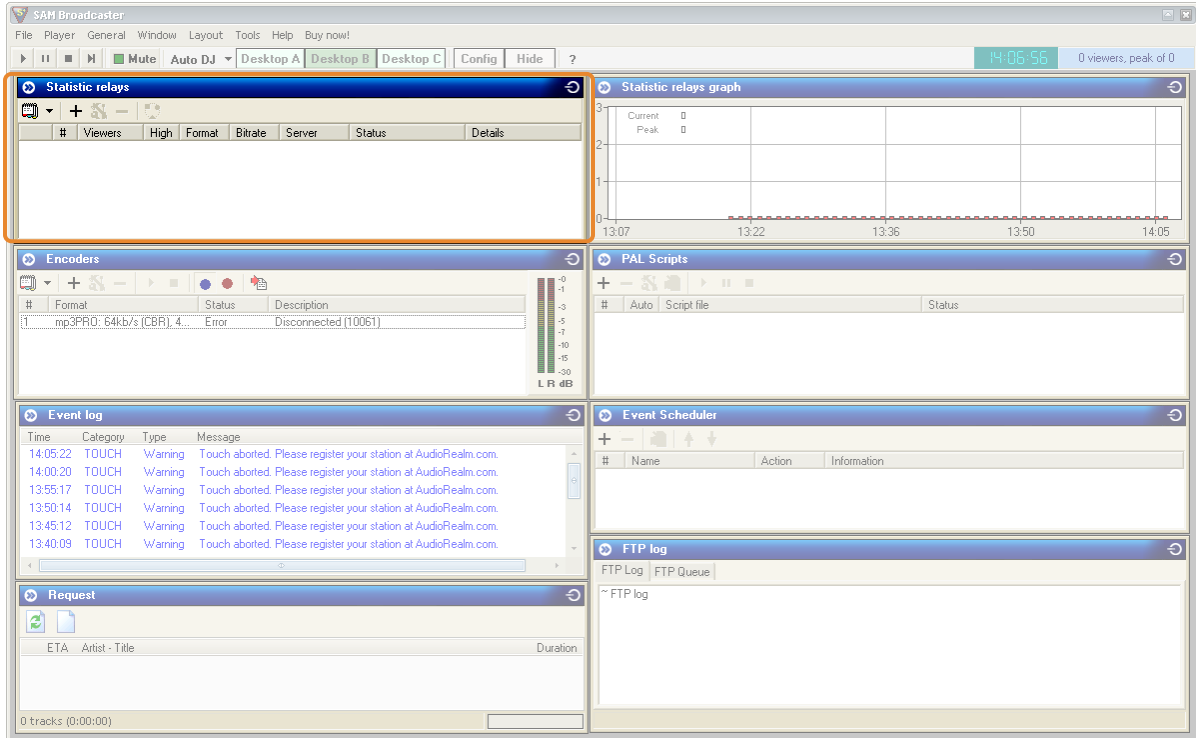 SAM Broadcaster
File Player General Window Layout Tools Help Buy now!
Mute Auto DJ Desktop A Desktop B Desktop C Config Hide ? 14:06:56 0 viewers, peak of 0
Statistic relays
# Viewers High Format Bitrate Server Status Details
Statistic relays graph
3
Current 0
Peak 0
2
1
0
13:07 13:22 13:36 13:50 14:05
Encoders
# Format Status Description
1 mp3PRO: 64kb/s (CBR), 4... Error Disconnected (10061)
-0
-1
-3
-5
-7
-10
-15
-30
L R dB
PAL Scripts
# Auto Script file Status
Event log
Time Category Type Message
14:05:22 TOUCH Warning Touch aborted. Please register your station at AudioRealm.com.
14:00:20 TOUCH Warning Touch aborted. Please register your station at AudioRealm.com.
13:55:17 TOUCH Warning Touch aborted. Please register your station at AudioRealm.com.
13:50:14 TOUCH Warning Touch aborted. Please register your station at AudioRealm.com.
13:45:12 TOUCH Warning Touch aborted. Please register your station at AudioRealm.com.
13:40:09 TOUCH Warning Touch aborted. Please register your station at AudioRealm.com.
Event Scheduler
# Name Action Information
FTP log
FTP Log FTP Queue
~ FTP log
Request
ETA Artist - Title Duration
0 tracks (0:00:00)